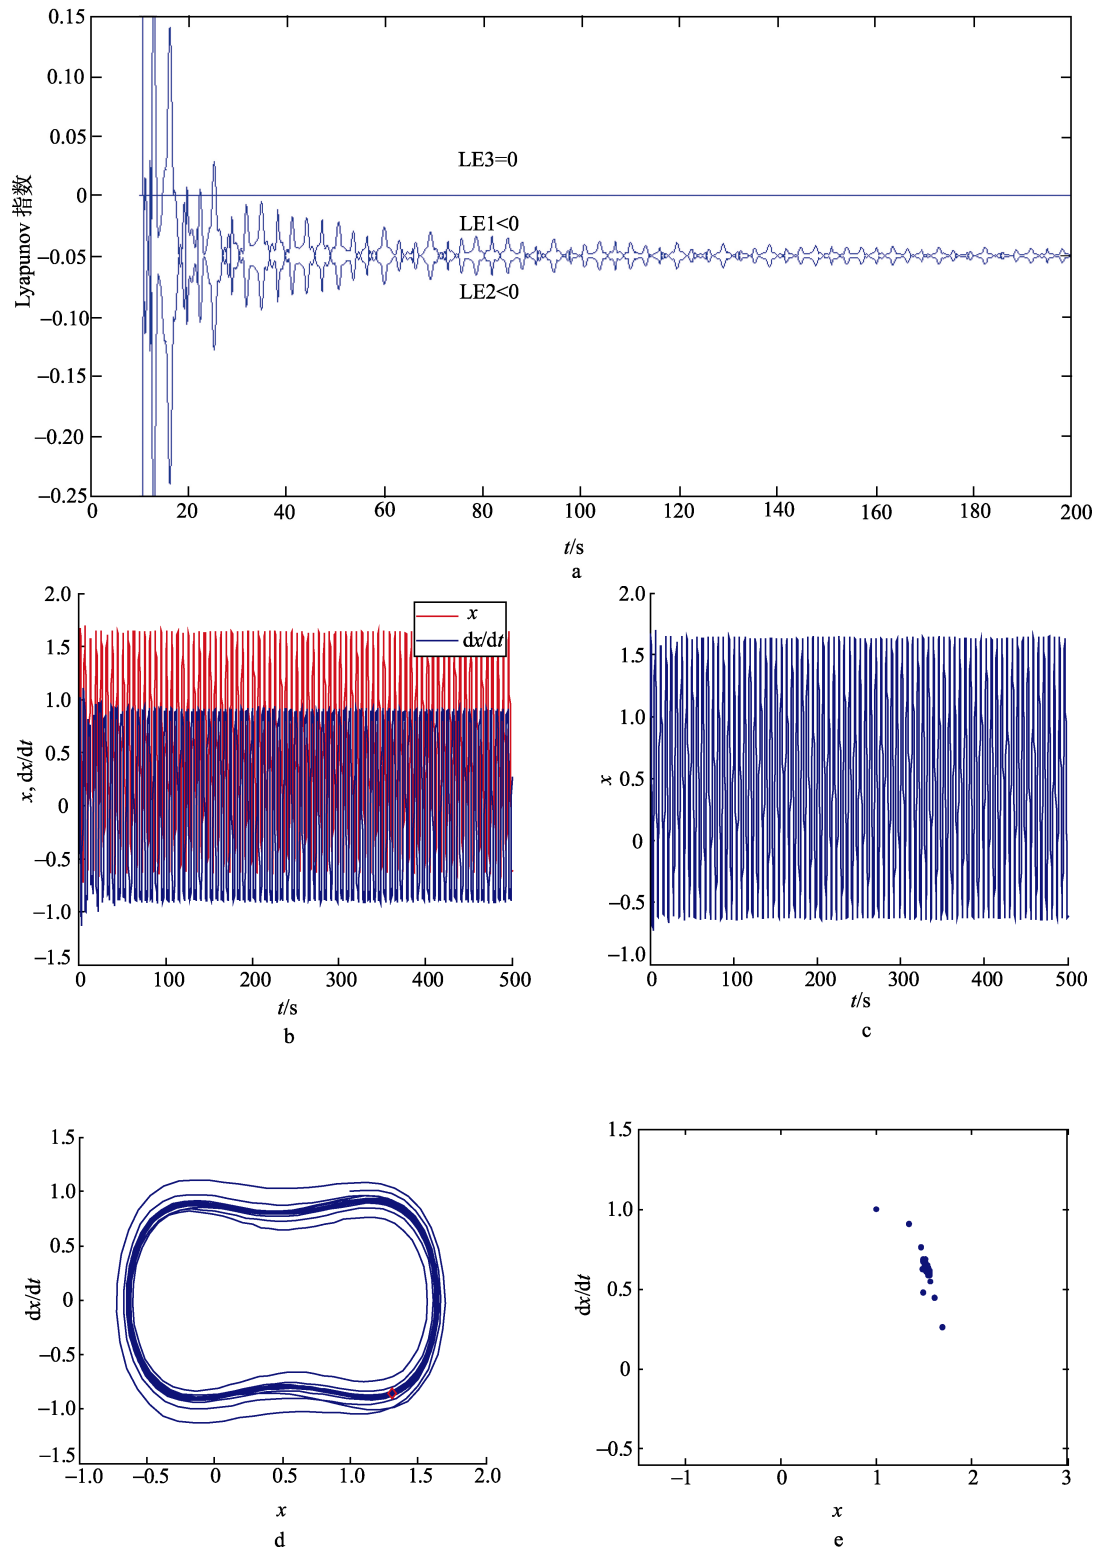 0.15
0.10
0.05
0
−0.05
−0.10
−0.15
−0.20
−0.25
Lyapunov 指数
LE3=0
LE1<0
LE2<0
0 20 40 60 80 100 120 140 160 180 200
t/s
a
2.0
1.5
1.0
0.5
0
−0.5
−1.0
−1.5
x, dx/dt
x
dx/dt
0 100 200 300 400 500
t/s
b
2.0
1.5
1.0
0.5
0
−0.5
−1.0
x
0 100 200 300 400 500
t/s
c
1.5
1.0
0.5
0
−0.5
−1.0
−1.5
dx/dt
−1.0 −0.5 0 0.5 1.0 1.5 2.0
x
d
1.5
1.0
0.5
0
−0.5
dx/dt
−1 0 1 2 3
x
e